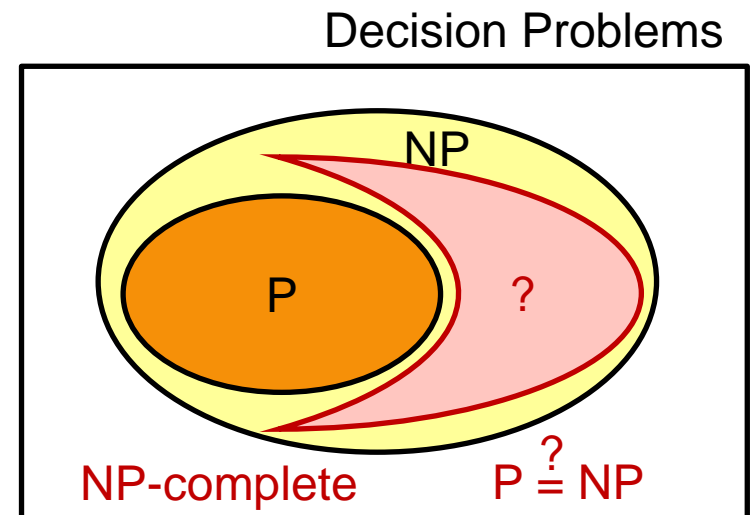 Decision Problems
NP
P
?
NP-complete
P ≟ NP